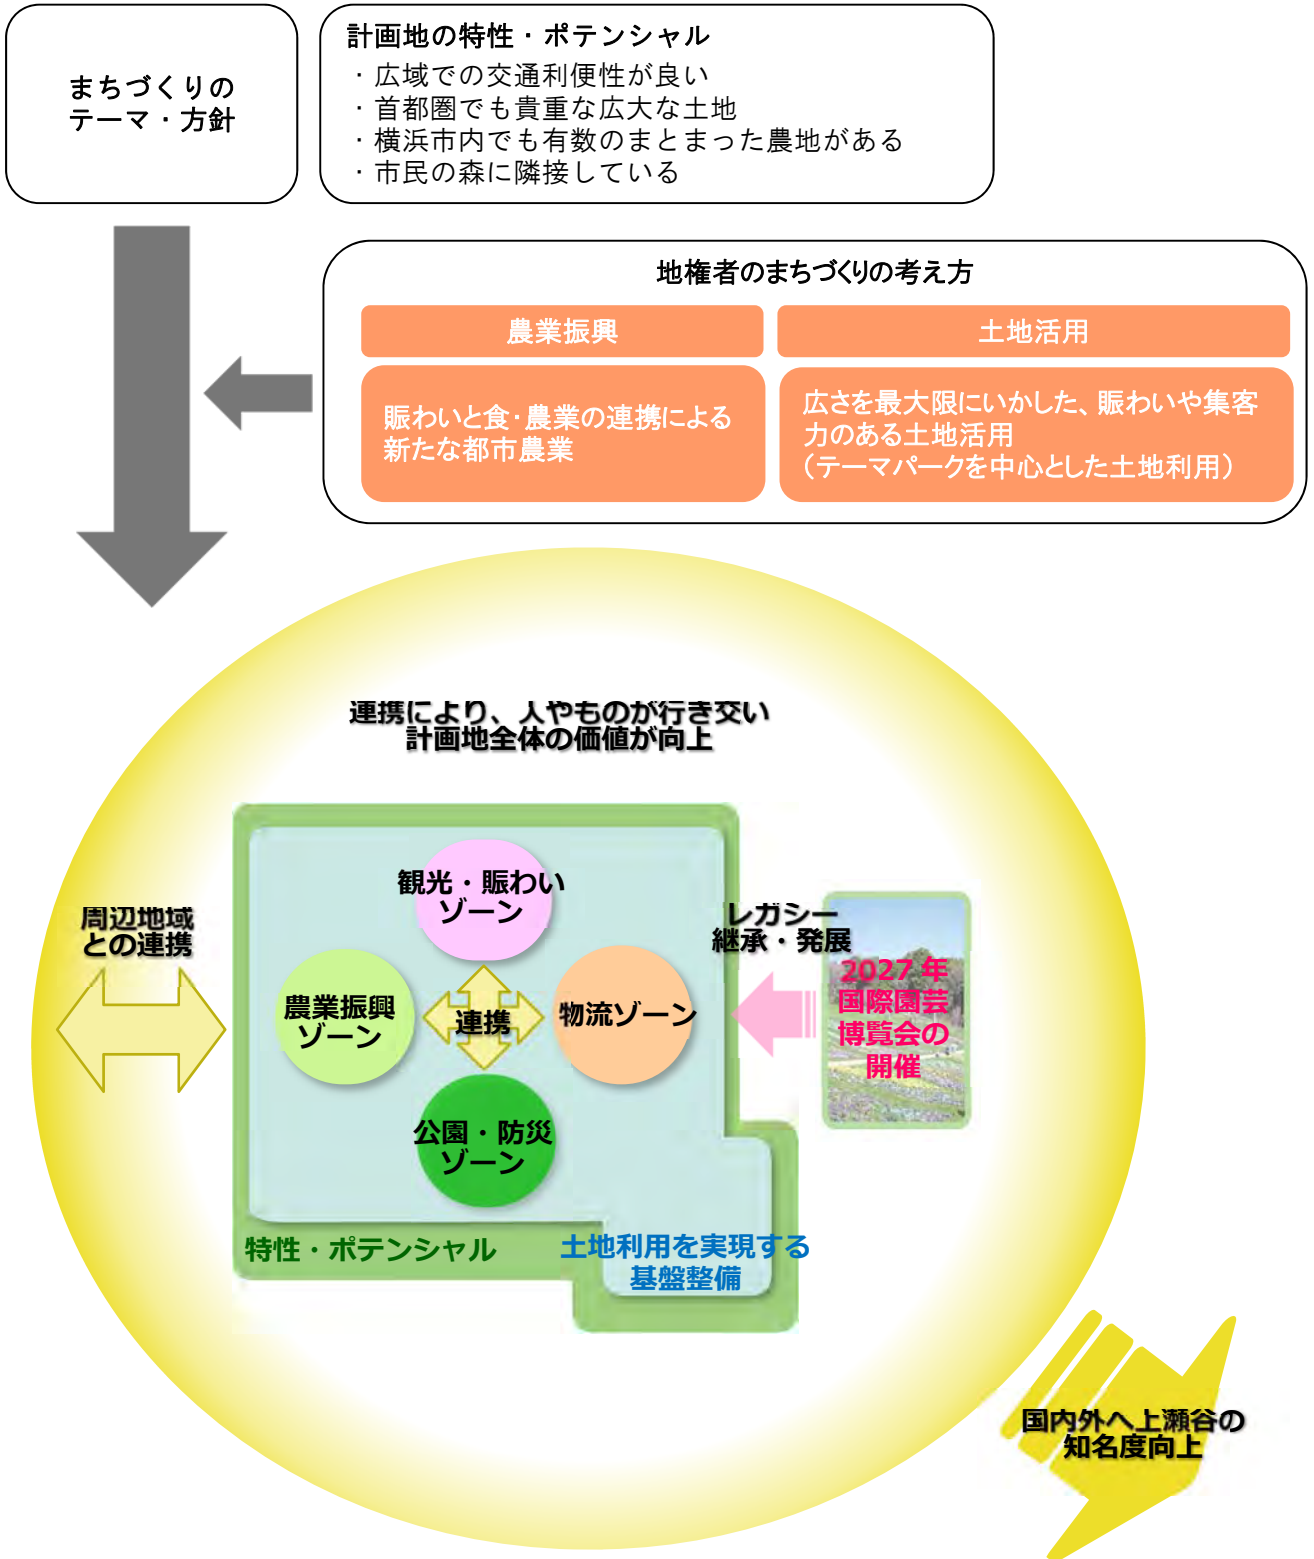 まちづくりの
テーマ・方針
計画地の特性・ポテンシャル
・広域での交通利便性が良い
・首都圏でも貴重な広大な土地
・横浜市内でも有数のまとまった農地がある
・市民の森に隣接している
地権者のまちづくりの考え方
農業振興
賑わいと食・農業の連携による
新たな都市農業
土地活用
広さを最大限にいかした、賑わいや集客
力のある土地活用
（テーマパークを中心とした土地利用）
連携により、人やものが行き交い
計画地全体の価値が向上
周辺地域
との連携
観光・賑わい
ゾーン
農業振興
ゾーン
連携
物流ゾーン
公園・防災
ゾーン
特性・ポテンシャル
土地利用を実現する
基盤整備
レガシー
継承・発展
2027 年
国際園芸
博覧会の
開催
国内外へ上瀬谷の
知名度向上